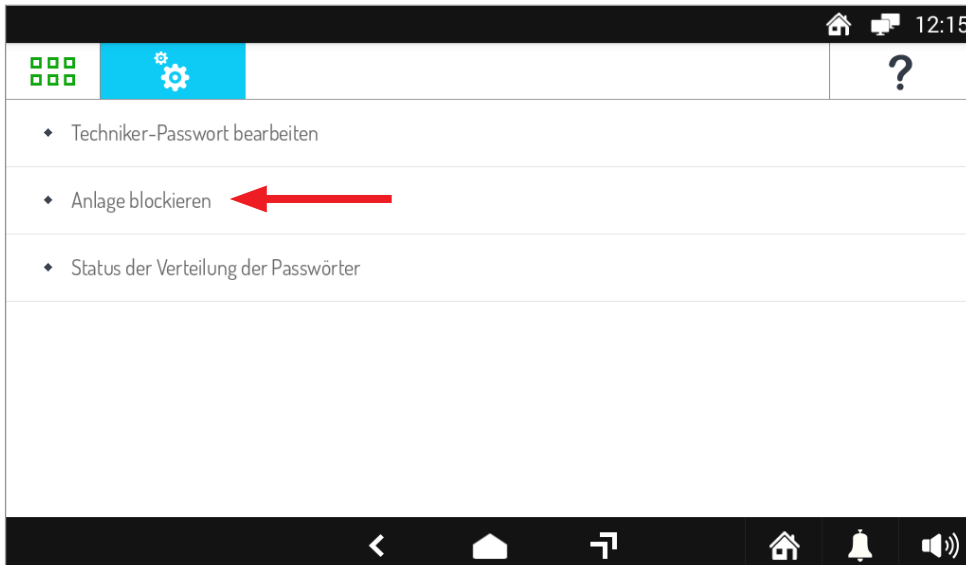 12:15
?
Techniker-Passwort bearbeiten
Anlage blockieren
Status der Verteilung der Passwörter